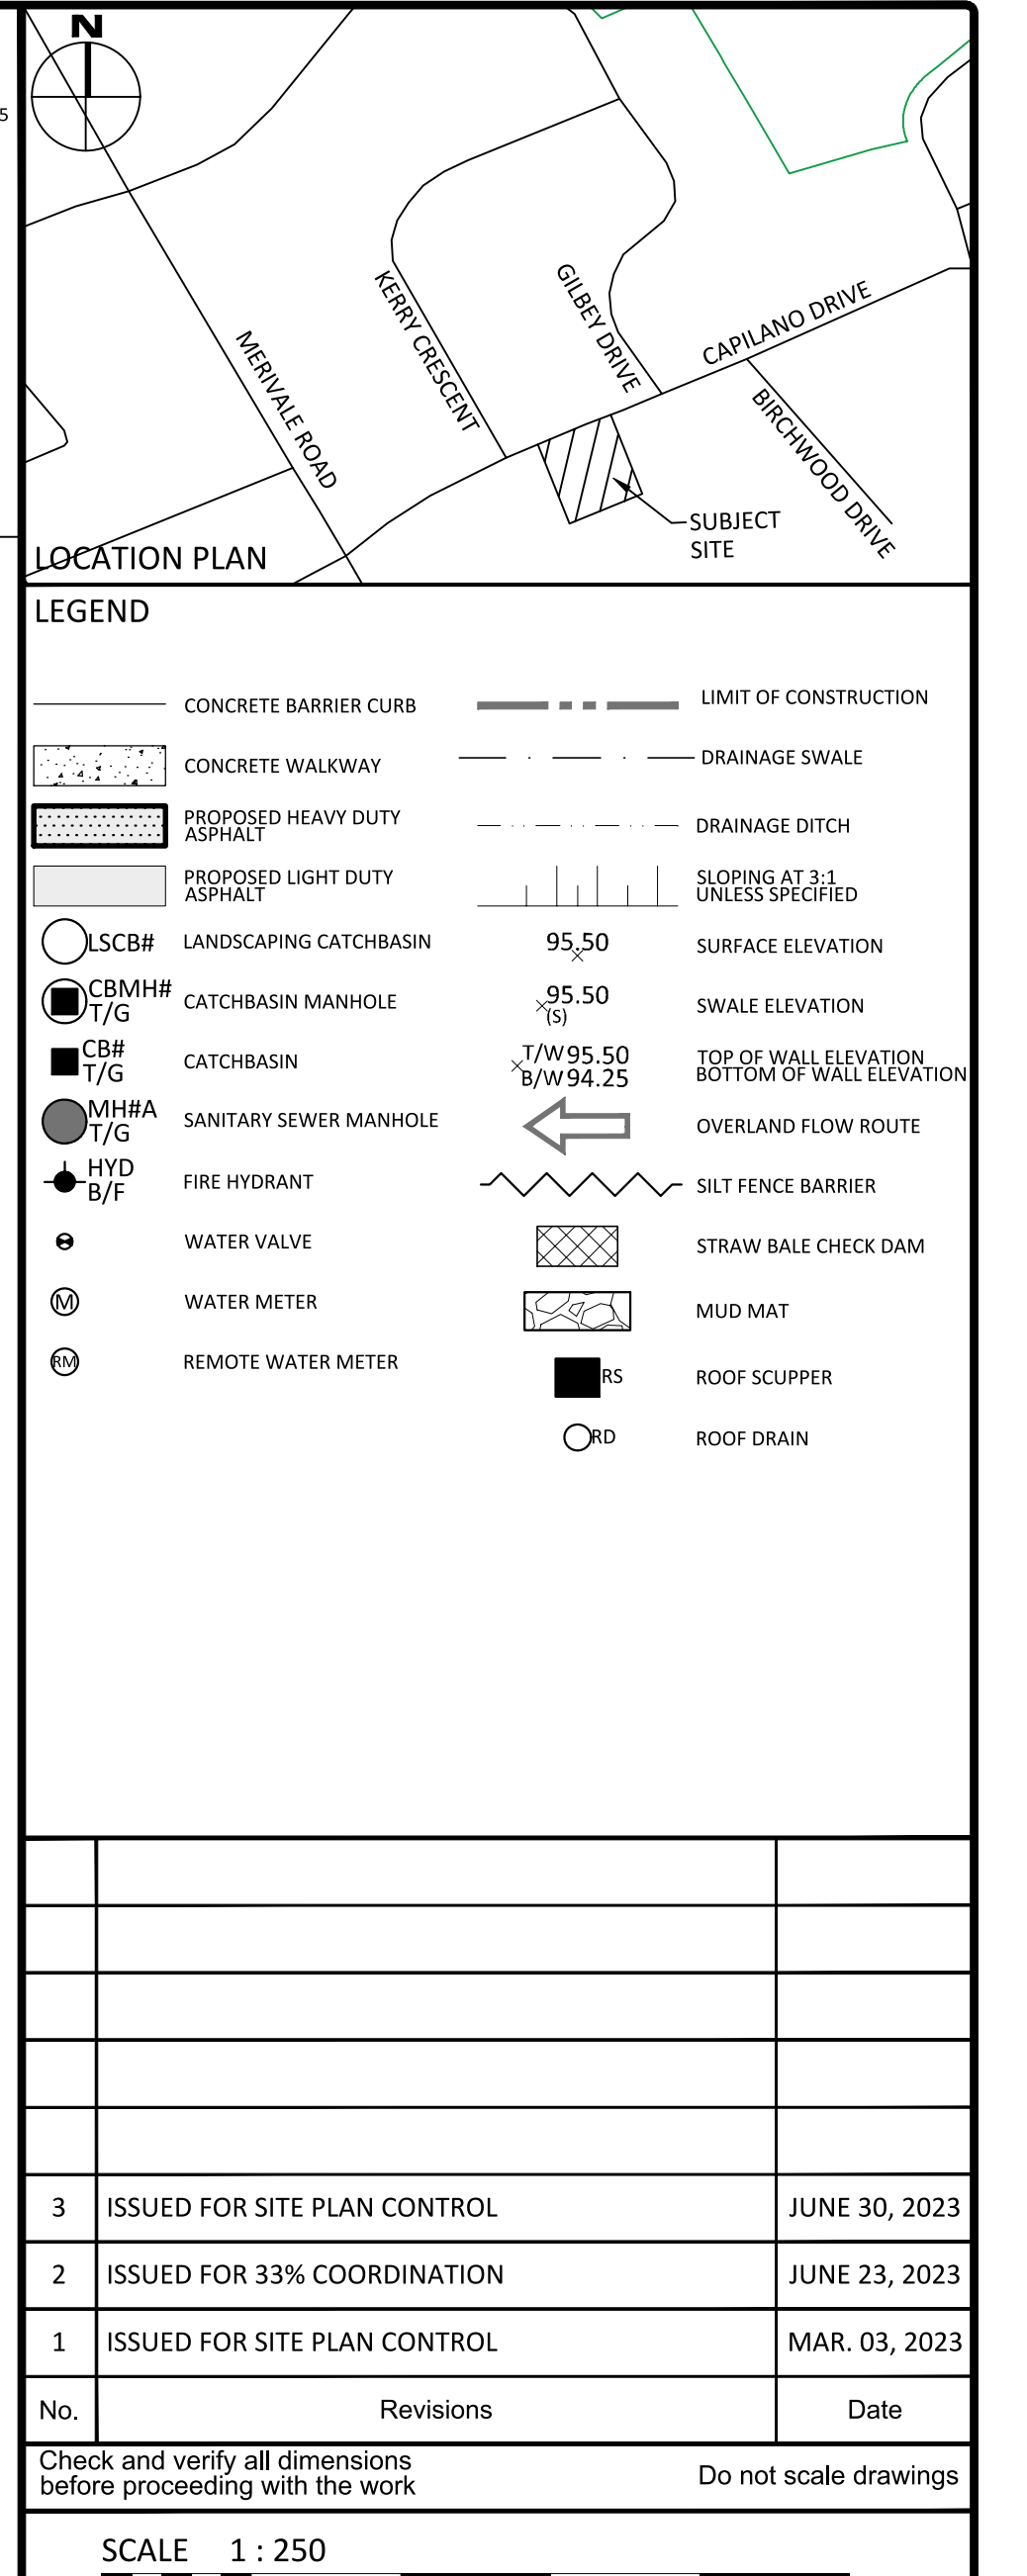 N
5
KERRY CRESCENT
GILBEY DRIVE
CAPILANO DRIVE
MERIVALE ROAD
BIRCHWOOD DRIVE
SUBJECT
SITE
LOCATION PLAN
LEGEND
CONCRETE BARRIER CURB
CONCRETE WALKWAY
PROPOSED HEAVY DUTY
ASPHALT
PROPOSED LIGHT DUTY
ASPHALT
LSCB# LANDSCAPING CATCHBASIN
CBMH#
T/G
CATCHBASIN MANHOLE
CB#
T/G
CATCHBASIN
MH#A
T/G
SANITARY SEWER MANHOLE
HYD
B/F
FIRE HYDRANT
WATER VALVE
M WATER METER
RM REMOTE WATER METER
LIMIT OF CONSTRUCTION
DRAINAGE SWALE
DRAINAGE DITCH
SLOPING AT 3:1
UNLESS SPECIFIED
95.50 SURFACE ELEVATION
95.50
(S)
SWALE ELEVATION
T/W 95.50
B/W 94.25
TOP OF WALL ELEVATION
BOTTOM OF WALL ELEVATION
OVERLAND FLOW ROUTE
SILT FENCE BARRIER
STRAW BALE CHECK DAM
MUD MAT
RS ROOF SCUPPER
RD ROOF DRAIN
3 ISSUED FOR SITE PLAN CONTROL JUNE 30, 2023
2 ISSUED FOR 33% COORDINATION JUNE 23, 2023
1 ISSUED FOR SITE PLAN CONTROL MAR. 03, 2023
No. Revisions Date
Check and verify all dimensions
before proceeding with the work
Do not scale drawings
SCALE 1 : 250